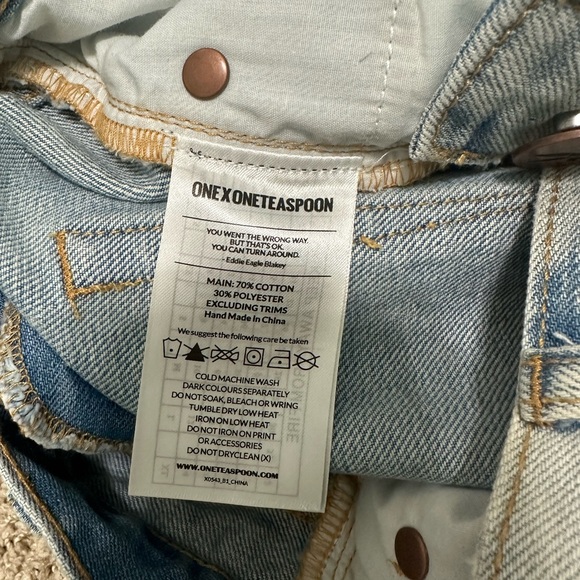 ONEXONETEASPOON
YOU WENT THE WRONG WAY.
BUT THAT'S OK.
YOU CAN TURN AROUND.
- Eddie Eagle Blakey
MAIN: 70% COTTON
30% POLYESTER
EXCLUDING TRIMS
Hand Made In China
We suggest the following care be taken
COLD MACHINE WASH
DARK COLOURS SEPARATELY
DO NOT SOAK, BLEACH OR WRING
TUMBLE DRY LOW HEAT
IRON ON LOW HEAT
DO NOT IRON ON PRINT
OR ACCESSORIES
DO NOT DRYCLEAN (X)
WWW.ONETEASPOON.COM
X0543_B1_CHINA